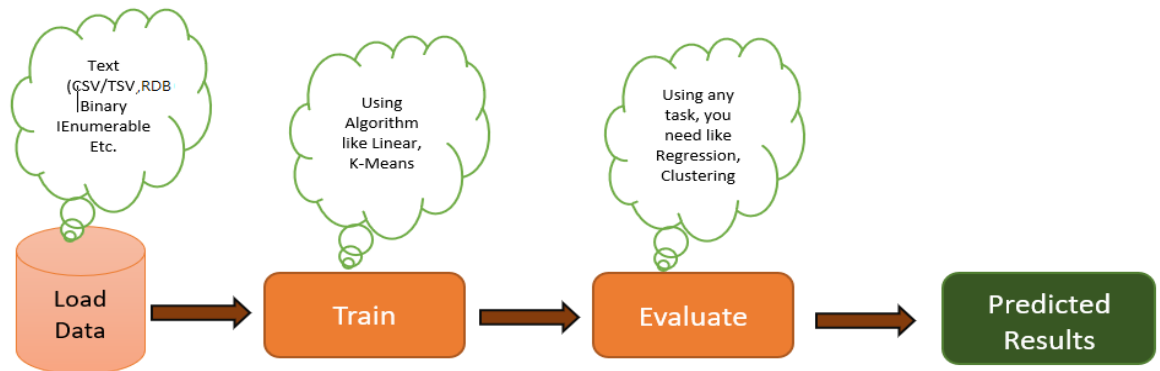 Text
(CSV/TSV,RDB
Binary
IEnumerable
Etc.
Using
Algorithm
like Linear,
K-Means
Using any
task, you
need like
Regression,
Clustering
Load
Data
Train
Evaluate
Predicted
Results